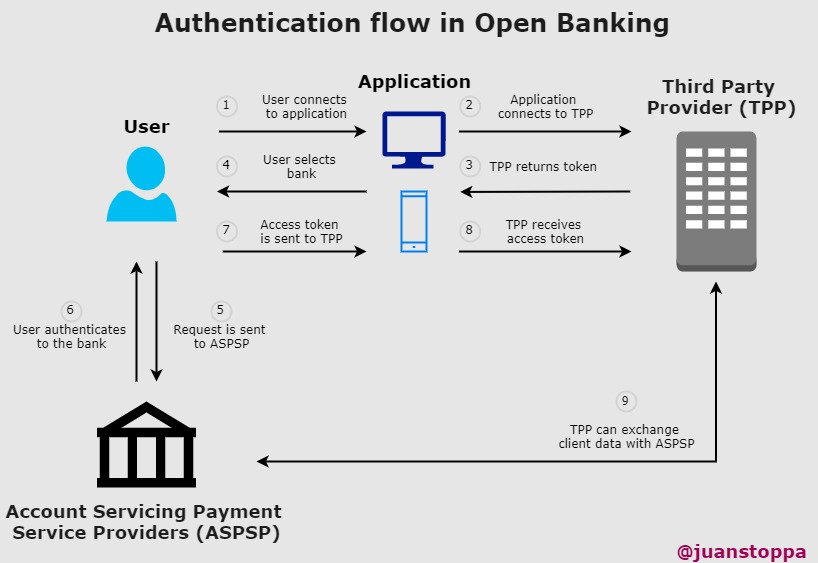 Authentication flow in Open Banking
Application
Third Party
Provider (TPP)
User
1
User connects
to application
2
Application
connects to TPP
4
User selects
bank
3
TPP returns token
7
Access token
is sent to TPP
8
TPP receives
access token
6
User authenticates
to the bank
5
Request is sent
to ASPSP
9
TPP can exchange
client data with ASPSP
Account Servicing Payment
Service Providers (ASPSP)
@juanstoppa